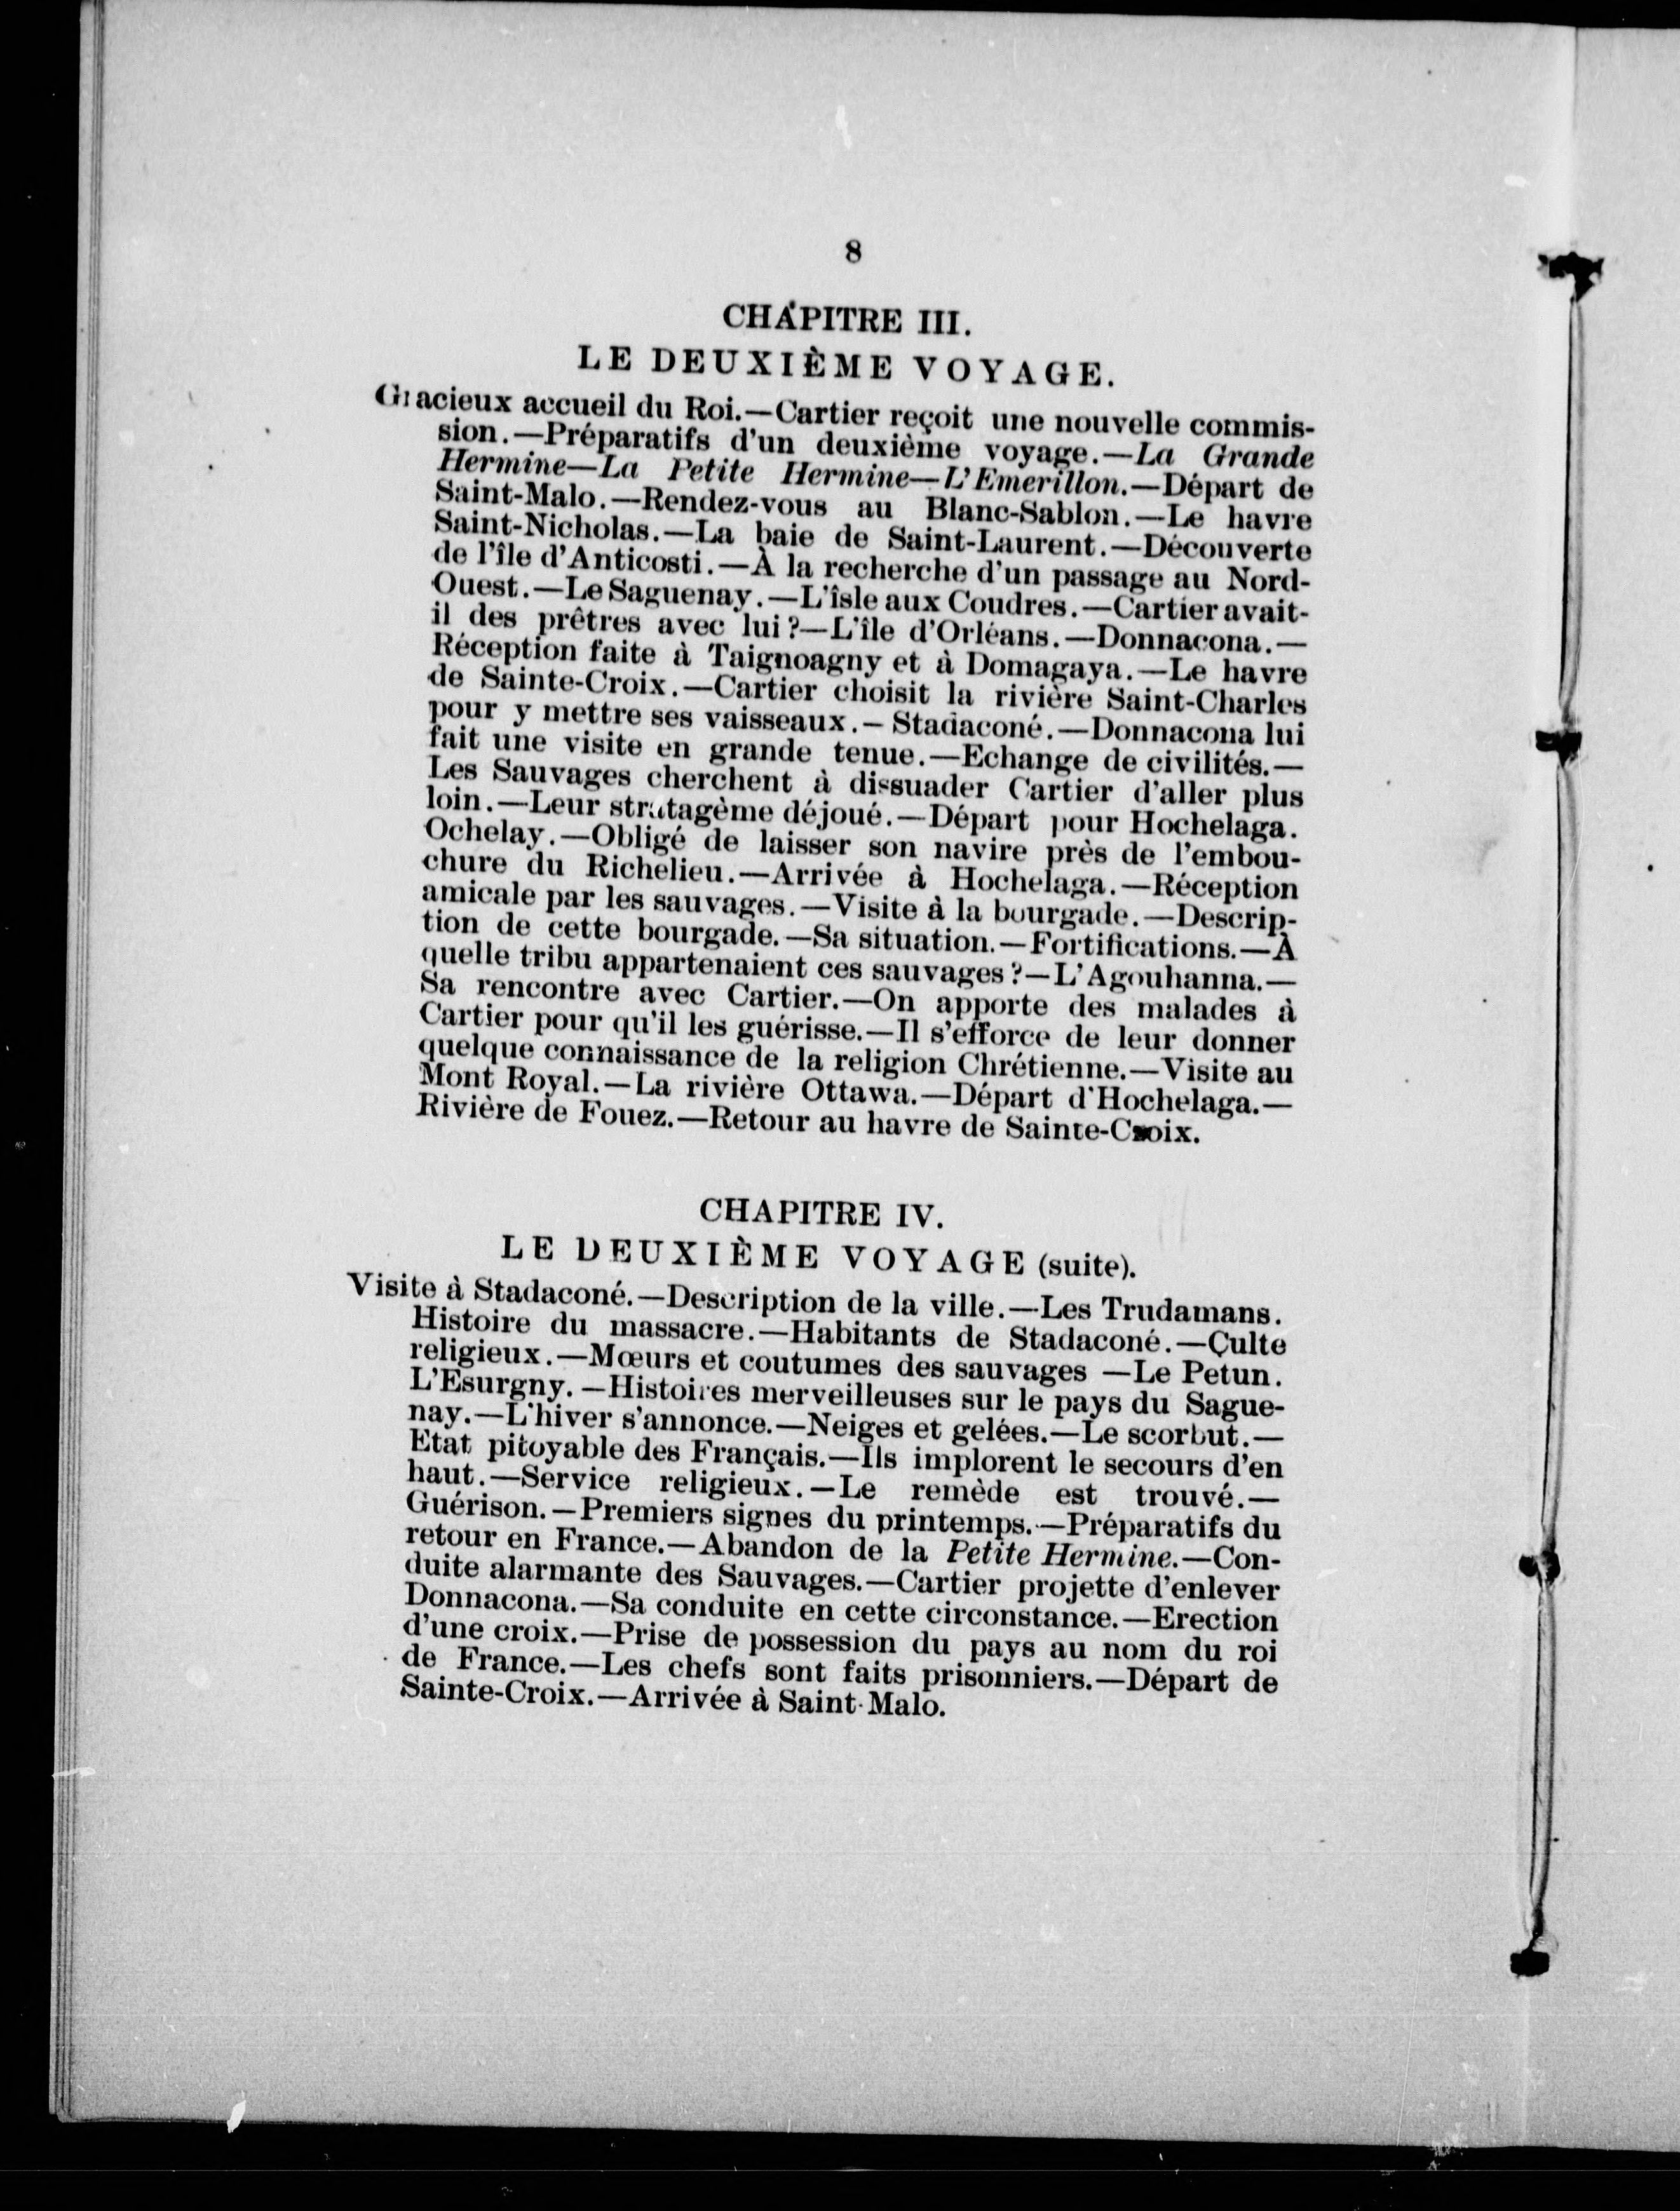 8
CHAPITRE III.
LE DEUXIÈME VOYAGE.
Gracieux accueil du Roi.—Cartier reçoit une nouvelle commis-
sion.—Préparatifs d'un deuxième voyage.—La Grande
Hermine—La Petite Hermine—L'Emerillon.—Départ de
Saint-Malo.—Rendez-vous au Blanc-Sablon.—Le havre
Saint-Nicholas.—La baie de Saint-Laurent.—Découverte
de l'île d'Anticosti.—À la recherche d'un passage au Nord-
Ouest.—Le Saguenay.—L'îsle aux Coudres.—Cartier avait-
il des prêtres avec lui?—L'île d'Orléans.—Donnacona.—
Réception faite à Taignoagny et à Domagaya.—Le havre
de Sainte-Croix.—Cartier choisit la rivière Saint-Charles
pour y mettre ses vaisseaux.—Stadaconé.—Donnacona lui
fait une visite en grande tenue.—Echange de civilités.—
Les Sauvages cherchent à dissuader Cartier d'aller plus
loin.—Leur stratagème déjoué.—Départ pour Hochelaga.
Ochelay.—Obligé de laisser son navire près de l'embou-
chure du Richelieu.—Arrivée à Hochelaga.—Réception
amicale par les sauvages.—Visite à la bourgade.—Descrip-
tion de cette bourgade.—Sa situation.—Fortifications.—À
quelle tribu appartenaient ces sauvages?—L'Agouhanna.—
Sa rencontre avec Cartier.—On apporte des malades à
Cartier pour qu'il les guérisse.—Il s'efforce de leur donner
quelque connaissance de la religion Chrétienne.—Visite au
Mont Royal.—La rivière Ottawa.—Départ d'Hochelaga.—
Rivière de Fouez.—Retour au havre de Sainte-Croix.
CHAPITRE IV.
LE DEUXIÈME VOYAGE (suite).
Visite à Stadaconé.—Description de la ville.—Les Trudamans.
Histoire du massacre.—Habitants de Stadaconé.—Çulte
religieux.—Mœurs et coutumes des sauvages —Le Petun.
L'Esurgny.—Histoires merveilleuses sur le pays du Sague-
nay.—L'hiver s'annonce.—Neiges et gelées.—Le scorbut.—
Etat pitoyable des Français.—Ils implorent le secours d'en
haut.—Service religieux.—Le remède est trouvé.—
Guérison.—Premiers signes du printemps.—Préparatifs du
retour en France.—Abandon de la Petite Hermine.—Con-
duite alarmante des Sauvages.—Cartier projette d'enlever
Donnacona.—Sa conduite en cette circonstance.—Erection
d'une croix.—Prise de possession du pays au nom du roi
de France.—Les chefs sont faits prisonniers.—Départ de
Sainte-Croix.—Arrivée à Saint-Malo.